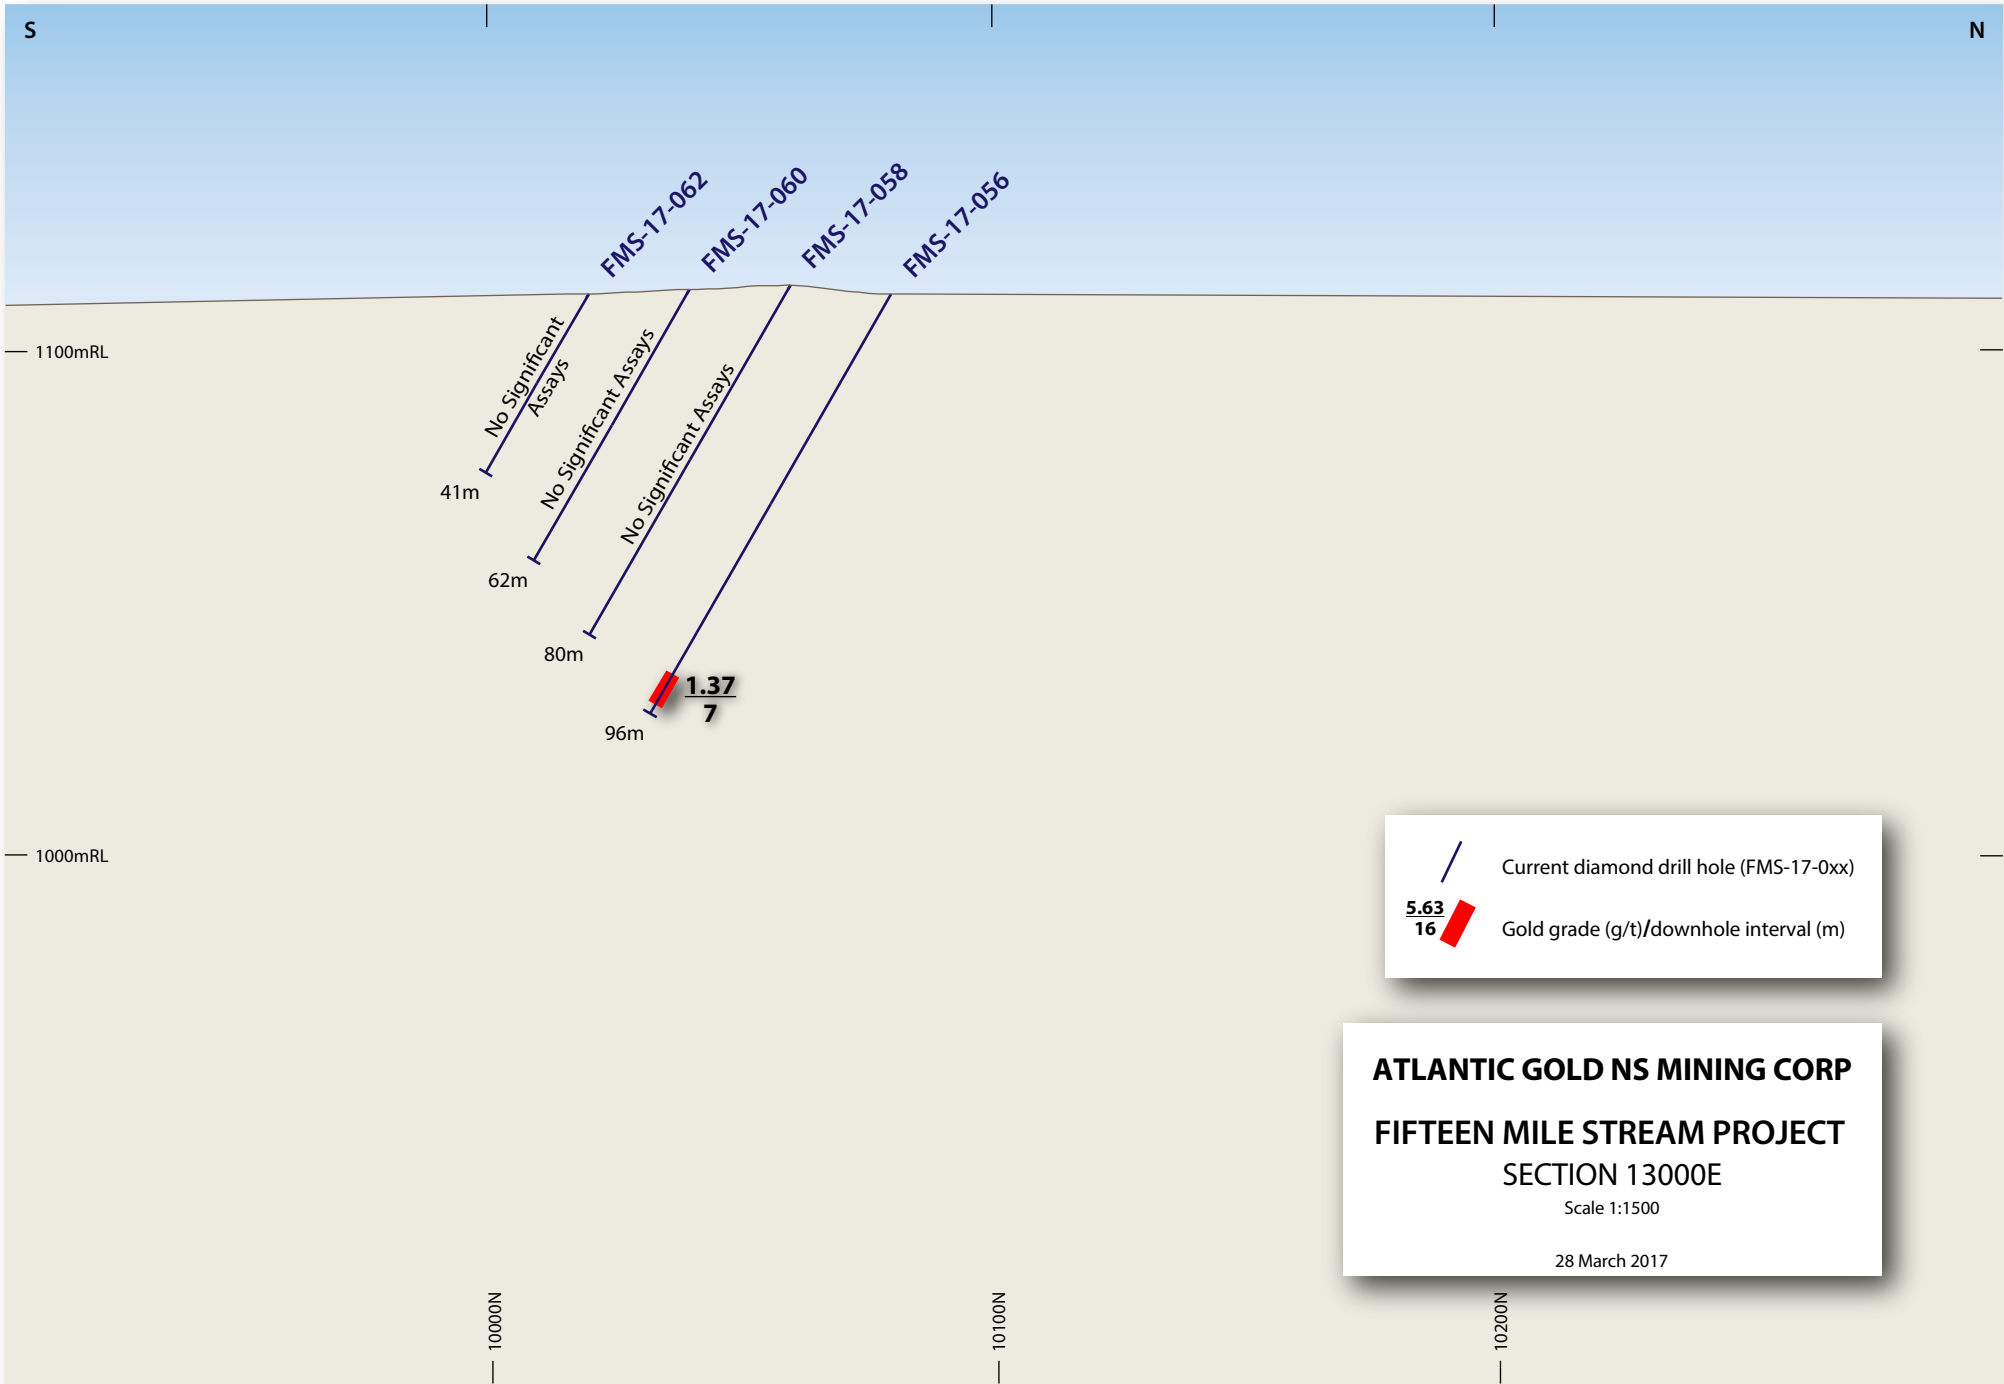 S
N
FMS-17-062
FMS-17-060
FMS-17-058
FMS-17-056
1100mRL
No Significant
Assays
No Significant Assays
No Significant Assays
41m
62m
80m
1.37
7
96m
1000mRL
Current diamond drill hole (FMS-17-0xx)
5.63
16
Gold grade (g/t)/downhole interval (m)
ATLANTIC GOLD NS MINING CORP
FIFTEEN MILE STREAM PROJECT
SECTION 13000E
Scale 1:1500
28 March 2017
10000N
10100N
10200N